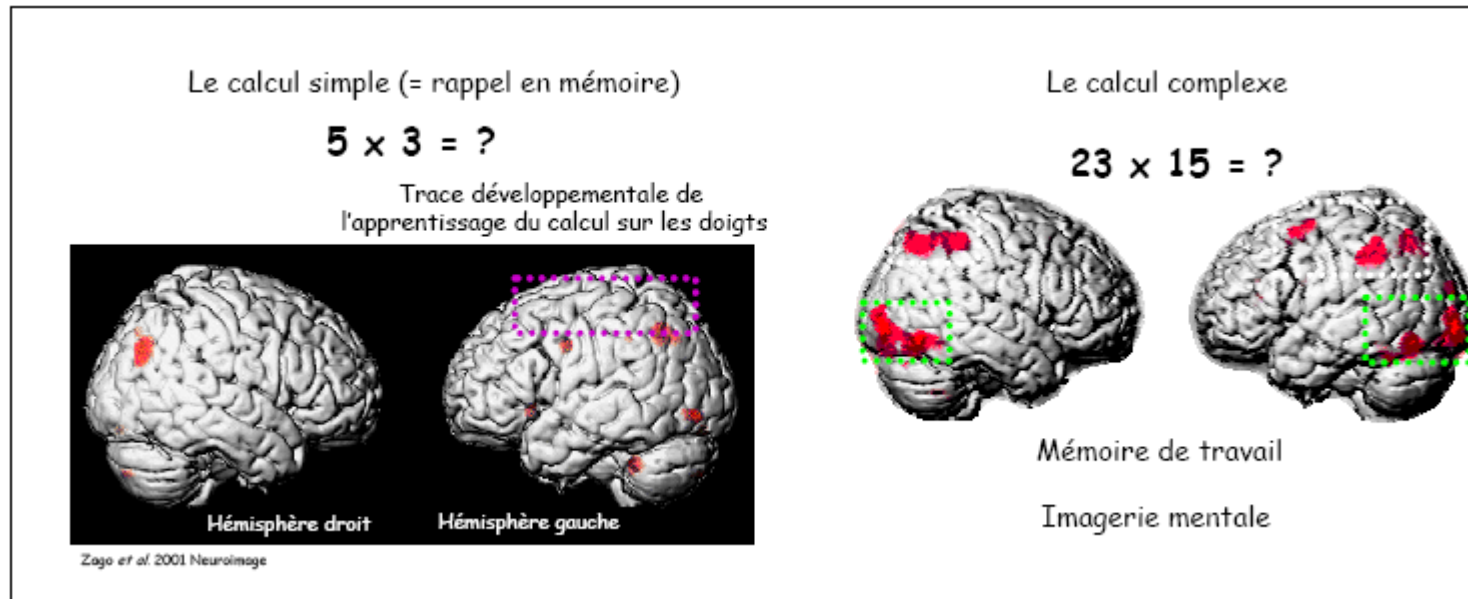 Le calcul simple (= rappel en mémoire)
5 x 3 = ?
Trace développementale de
l'apprentissage du calcul sur les doigts
Hémisphère droit
Hémisphère gauche
Zago et al. 2001 Neuroimage
Le calcul complexe
23 x 15 = ?
Mémoire de travail
Imagerie mentale